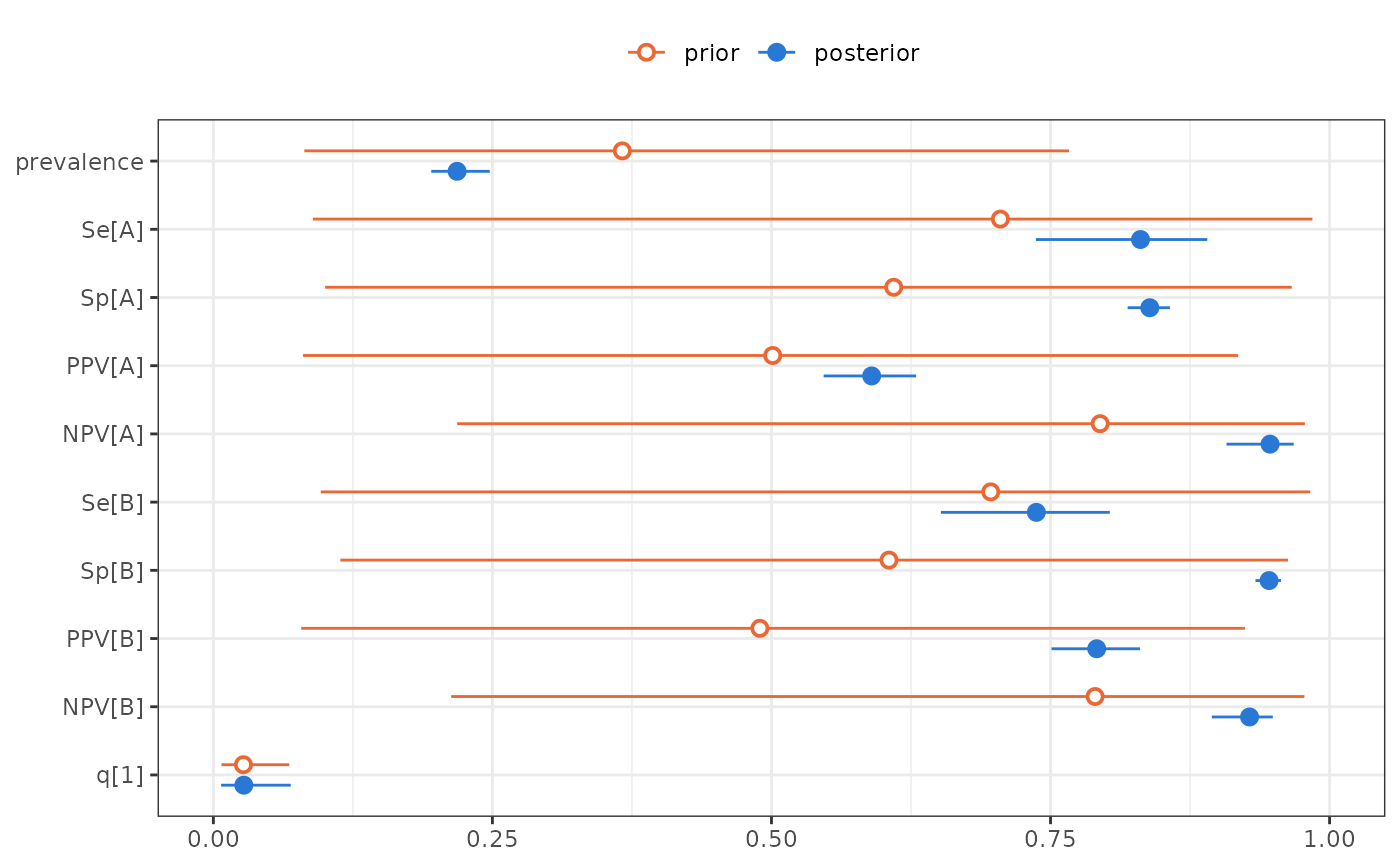 prior posterior
prevalence
Se[A]
Sp[A]
PPV[A]
NPV[A]
Se[B]
Sp[B]
PPV[B]
NPV[B]
q[1]
0.00 0.25 0.50 0.75 1.00